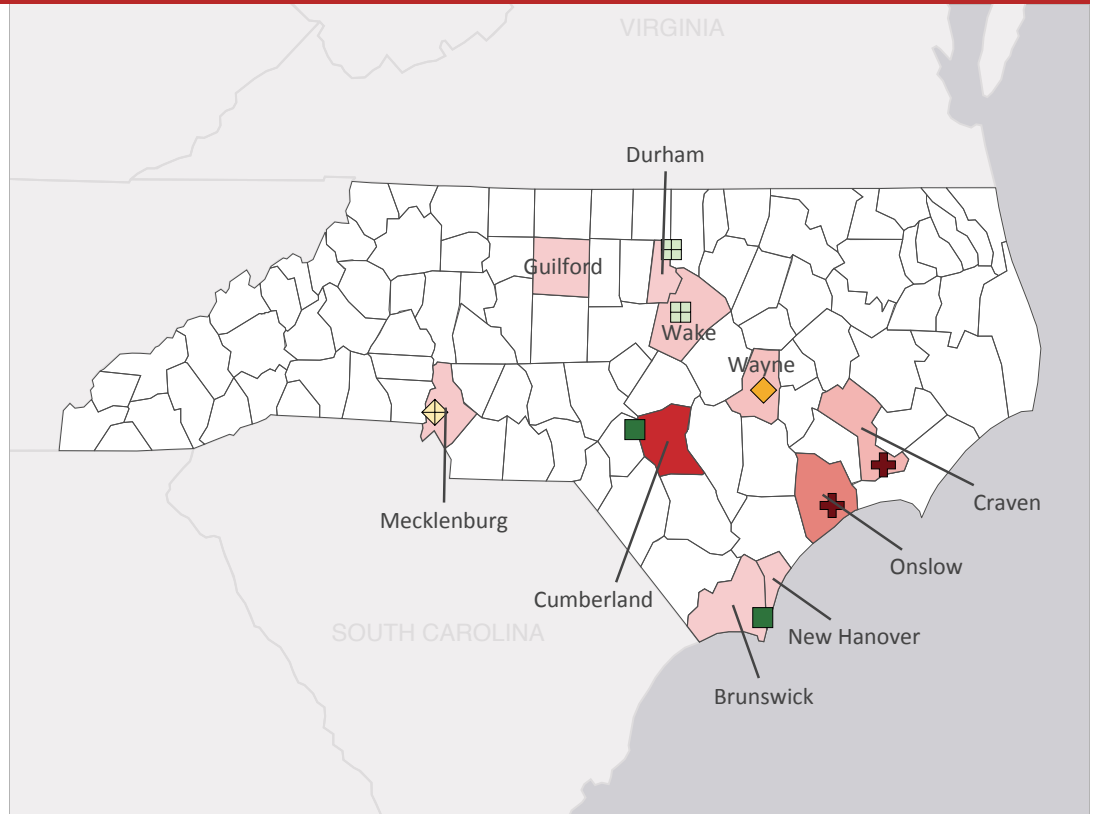 VIRGINIA
Durham
Guilford
Wake
Wayne
Craven
Mecklenburg
Onslow
Cumberland
SOUTH CAROLINA
New Hanover
Brunswick